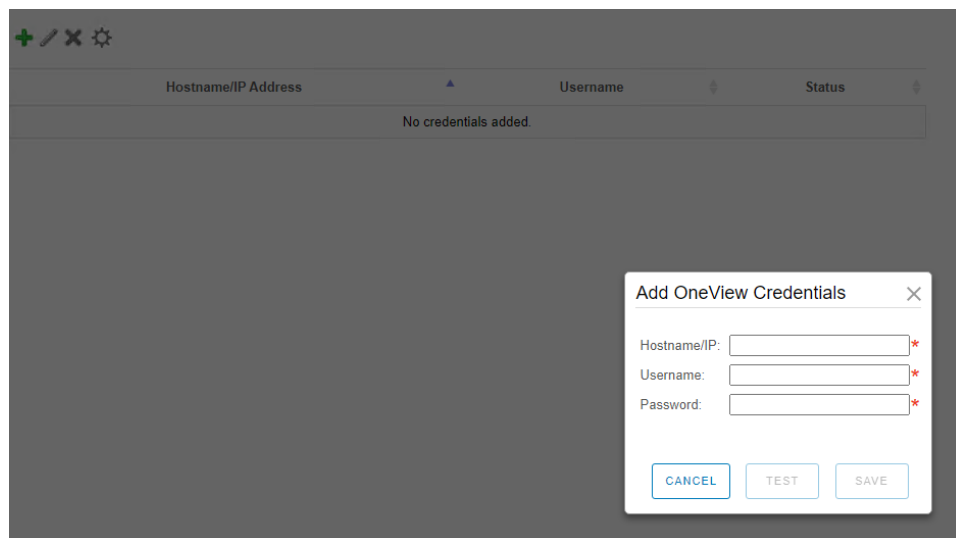 Hostname/IP Address Username Status
No credentials added.
Add OneView Credentials
Hostname/IP: *
Username: *
Password: *
CANCEL TEST SAVE